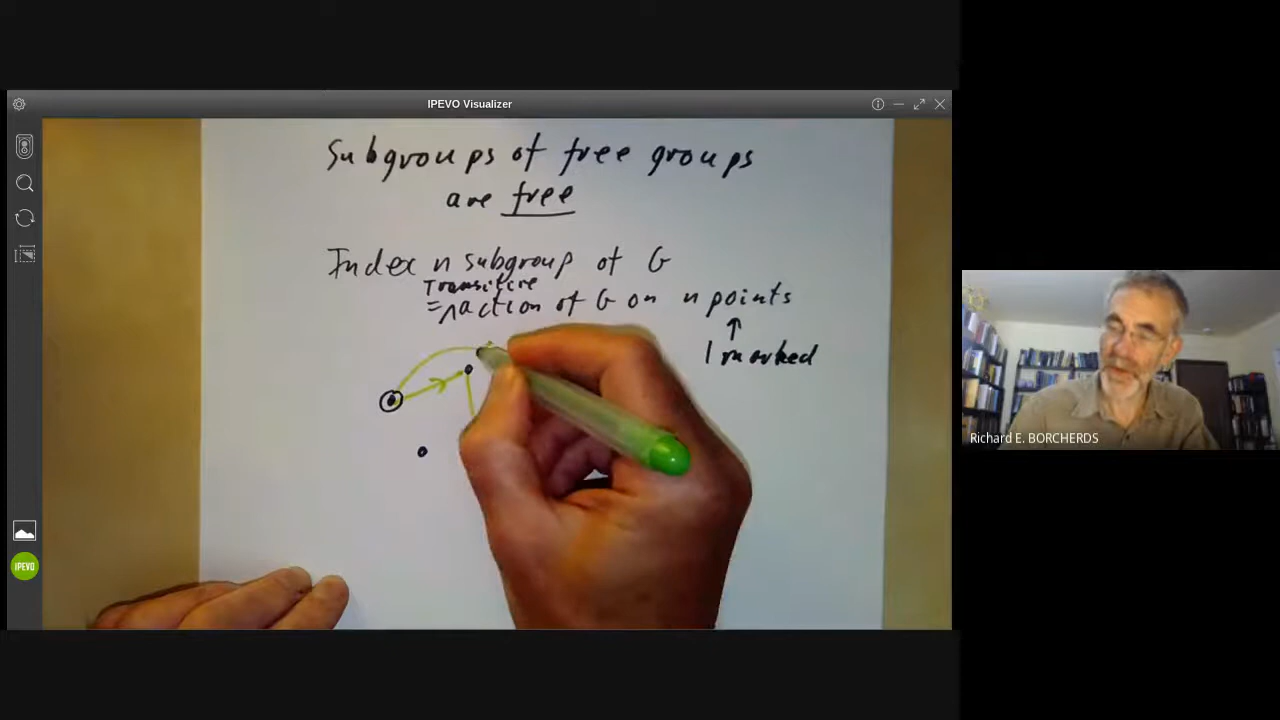 IPEVO Visualizer
Subgroups of free groups
are free
Index n subgroup of G
Transitive
= action of G on n points
1 marked
Richard E. BORCHERDS
IPEVO